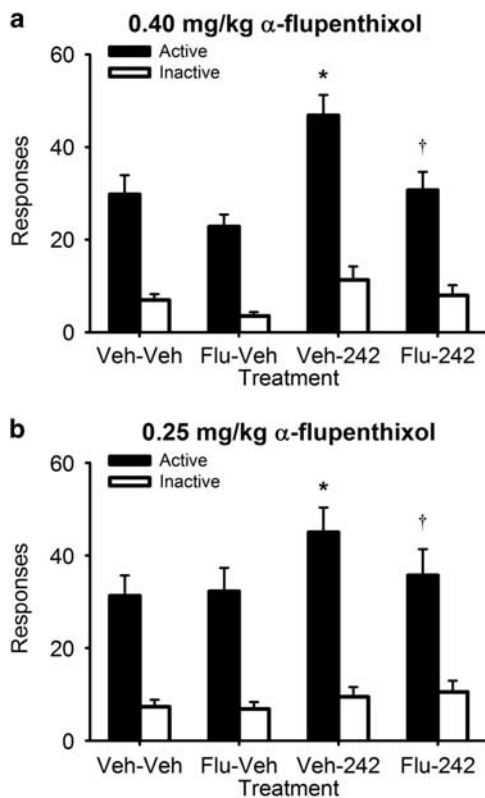 a
0.40 mg/kg α-flupenthixol
Active
Inactive
60
40
20
0
Responses
*
†
Veh-Veh Flu-Veh Veh-242 Flu-242
Treatment
b
0.25 mg/kg α-flupenthixol
Active
Inactive
60
40
20
0
Responses
*
†
Veh-Veh Flu-Veh Veh-242 Flu-242
Treatment